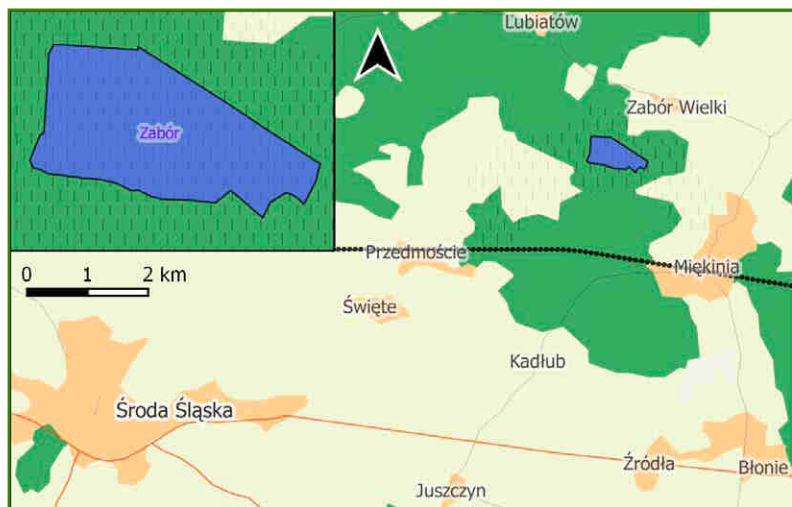 Lubiatów
Zabór Wielki
Zabór
Przedmoście
Miękinia
0 1 2 km
Święte
Kadłub
Środa Śląska
Źródła
Błonie
Juszczyn